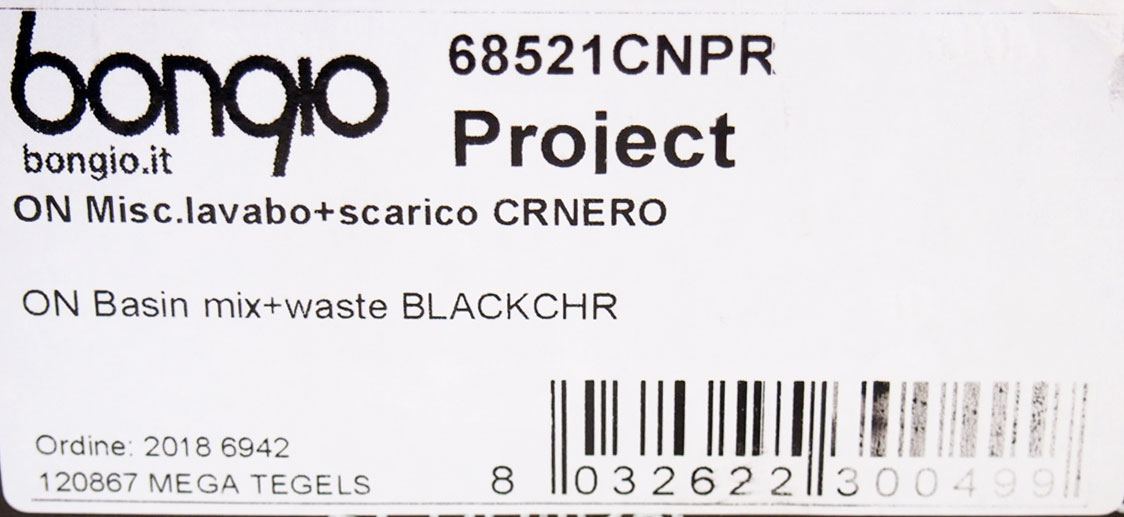 bongio
68521CNPR
bongio.it
Project
ON Misc.lavabo+scarico CRNERO
ON Basin mix+waste BLACKCHR
Ordine: 2018 6942
120867 MEGA TEGELS
8 032622 300499